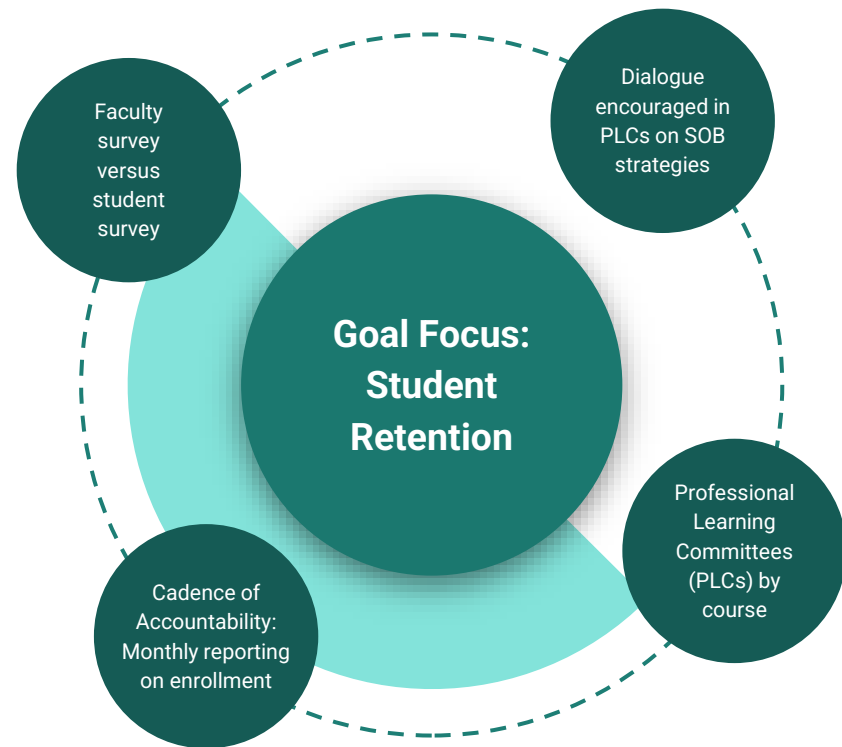 Faculty
survey
versus
student
survey
Dialogue
encouraged in
PLCs on SOB
strategies
Goal Focus:
Student
Retention
Professional
Learning
Committees
(PLCs) by
course
Cadence of
Accountability:
Monthly reporting
on enrollment